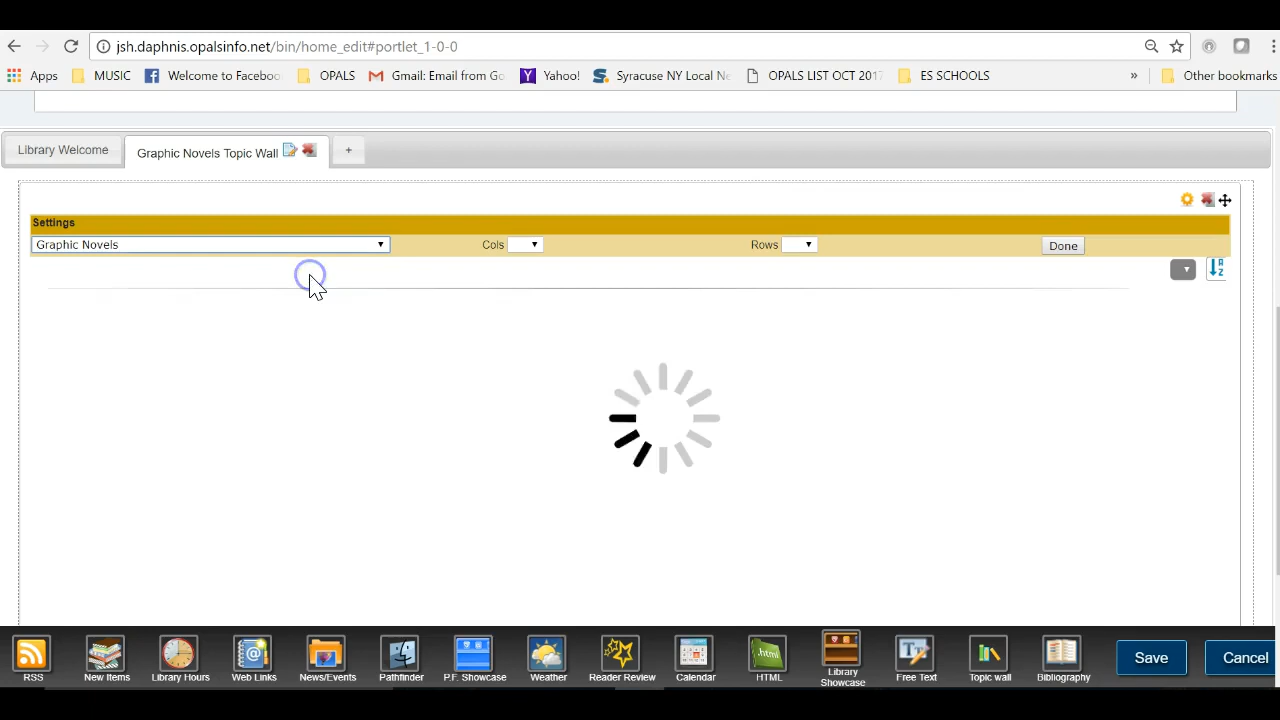 jsh.daphnis.opalsinfo.net/bin/home_edit#portlet_1-0-0
Apps MUSIC Welcome to Faceboo OPALS Gmail: Email from Go Yahoo! Syracuse NY Local Ne OPALS LIST OCT 2017 ES SCHOOLS » Other bookmarks
Library Welcome Graphic Novels Topic Wall +
Settings
Graphic Novels Cols Rows Done
A
Z
RSS New Items Library Hours Web Links News/Events Pathfinder P.F. Showcase Weather Reader Review Calendar HTML Library Showcase Free Text Topic wall Bibliography Save Cancel